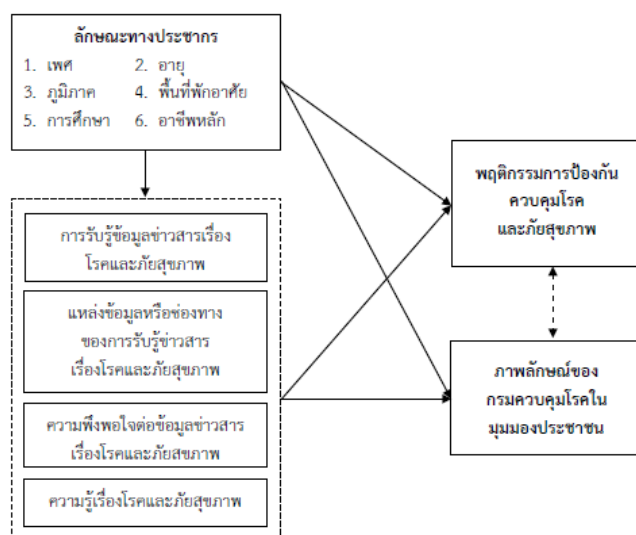 ลักษณะทางประชากร
1. เพศ 2. อายุ
3. ภูมิภาค 4. พื้นที่พักอาศัย
5. การศึกษา 6. อาชีพหลัก
การรับรู้ข้อมูลข่าวสารเรื่อง
โรคและภัยสุขภาพ
แหล่งข้อมูลหรือช่องทาง
ของการรับรู้ข่าวสาร
เรื่องโรคและภัยสุขภาพ
ความพึงพอใจต่อข้อมูลข่าวสาร
เรื่องโรคและภัยสขภาพ
ความรู้เรื่องโรคและภัยสุขภาพ
พฤติกรรมการป้องกัน
ควบคุมโรค
และภัยสุขภาพ
ภาพลักษณ์ของ
กรมควบคุมโรคใน
มุมมองประชาชน